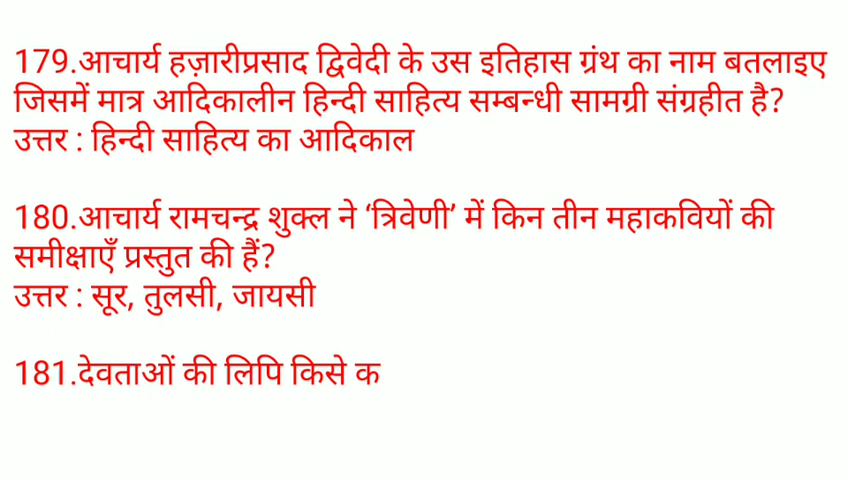 179.आचार्य हज़ारीप्रसाद द्विवेदी के उस इतिहास ग्रंथ का नाम बतलाइए
जिसमें मात्र आदिकालीन हिन्दी साहित्य सम्बन्धी सामग्री संग्रहीत है?
उत्तर : हिन्दी साहित्य का आदिकाल
180.आचार्य रामचन्द्र शुक्ल ने ‘त्रिवेणी’ में किन तीन महाकवियों की
समीक्षाएँ प्रस्तुत की हैं?
उत्तर : सूर, तुलसी, जायसी
181.देवताओं की लिपि किसे क